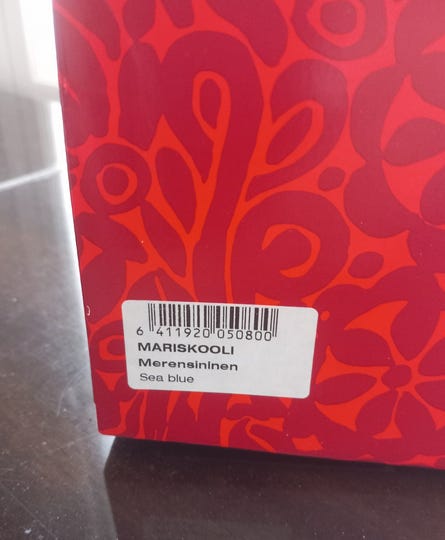 6 411920 050800
MARISKOOLI
Merensininen
Sea blue